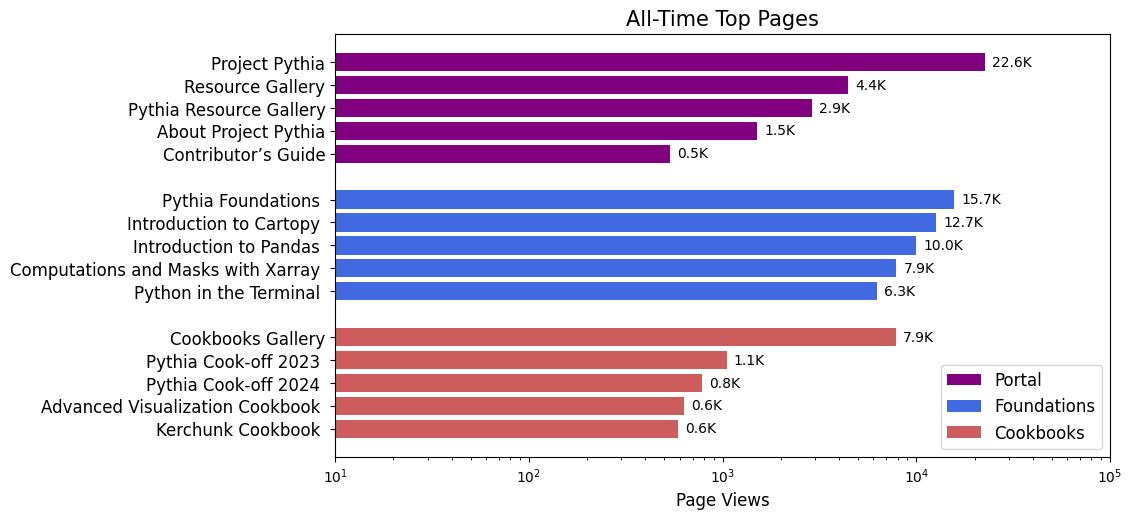 All-Time Top Pages
Project Pythia 22.6K
Resource Gallery 4.4K
Pythia Resource Gallery 2.9K
About Project Pythia 1.5K
Contributor’s Guide 0.5K
Pythia Foundations 15.7K
Introduction to Cartopy 12.7K
Introduction to Pandas 10.0K
Computations and Masks with Xarray 7.9K
Python in the Terminal 6.3K
Cookbooks Gallery 7.9K
Pythia Cook-off 2023 1.1K
Pythia Cook-off 2024 0.8K
Advanced Visualization Cookbook 0.6K
Kerchunk Cookbook 0.6K
Portal
Foundations
Cookbooks
10¹ 10² 10³ 10⁴ 10⁵
Page Views